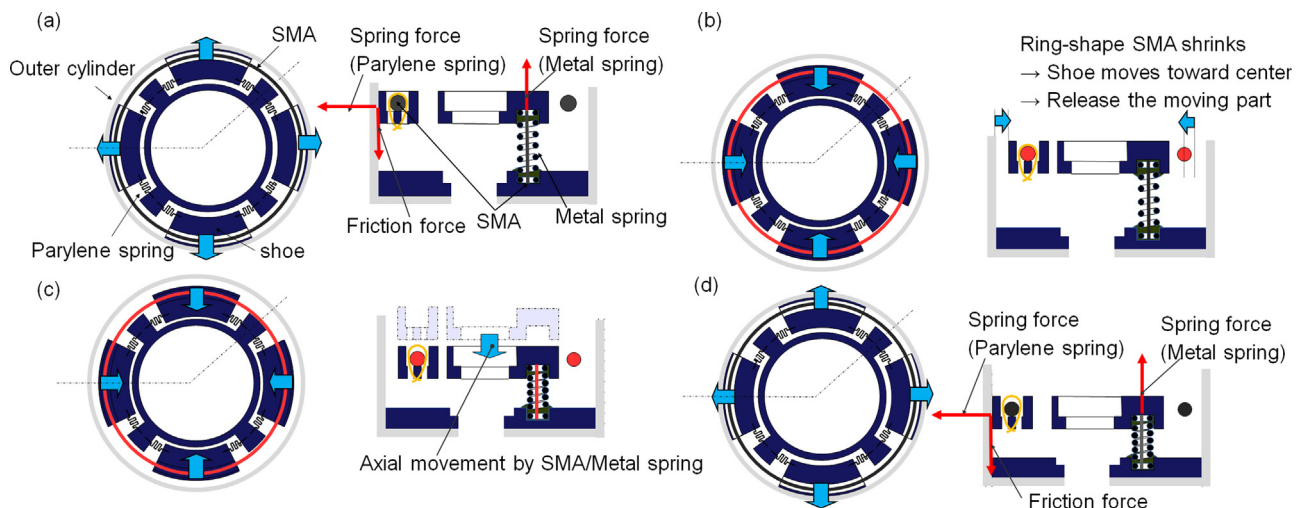 (a)
SMA
Outer cylinder
Spring force
(Parylene spring)
Spring force
(Metal spring)
Friction force
SMA
Metal spring
Parylene spring
shoe
(b)
Ring-shape SMA shrinks
→ Shoe moves toward center
→ Release the moving part
(c)
Axial movement by SMA/Metal spring
(d)
Spring force
(Parylene spring)
Spring force
(Metal spring)
Friction force